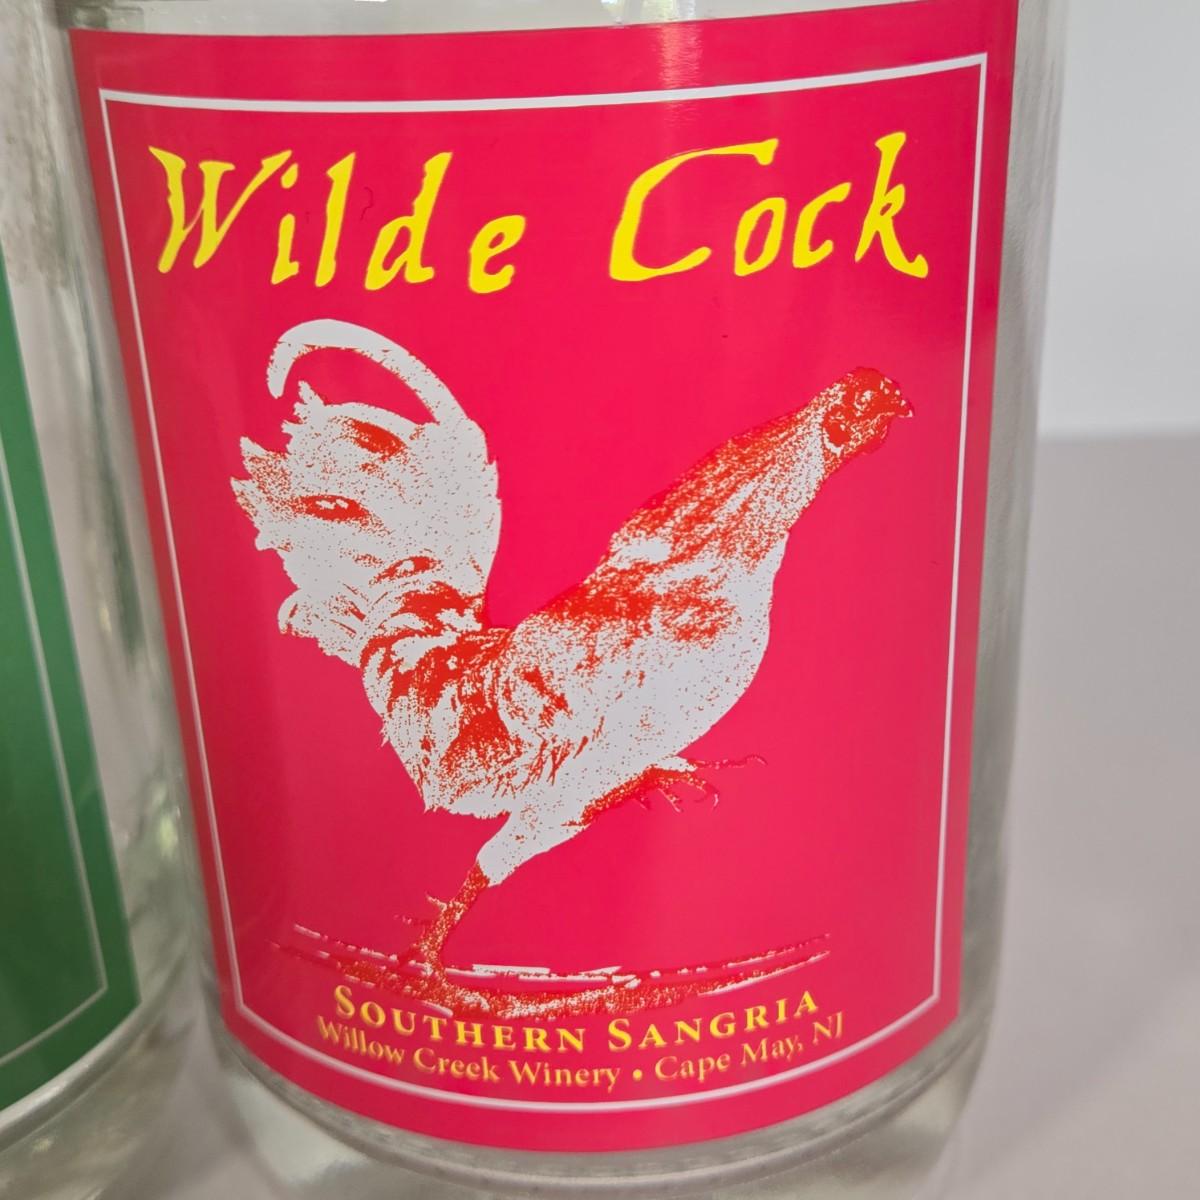 Wilde Cock
SOUTHERN SANGRIA
Willow Creek Winery • Cape May, NJ